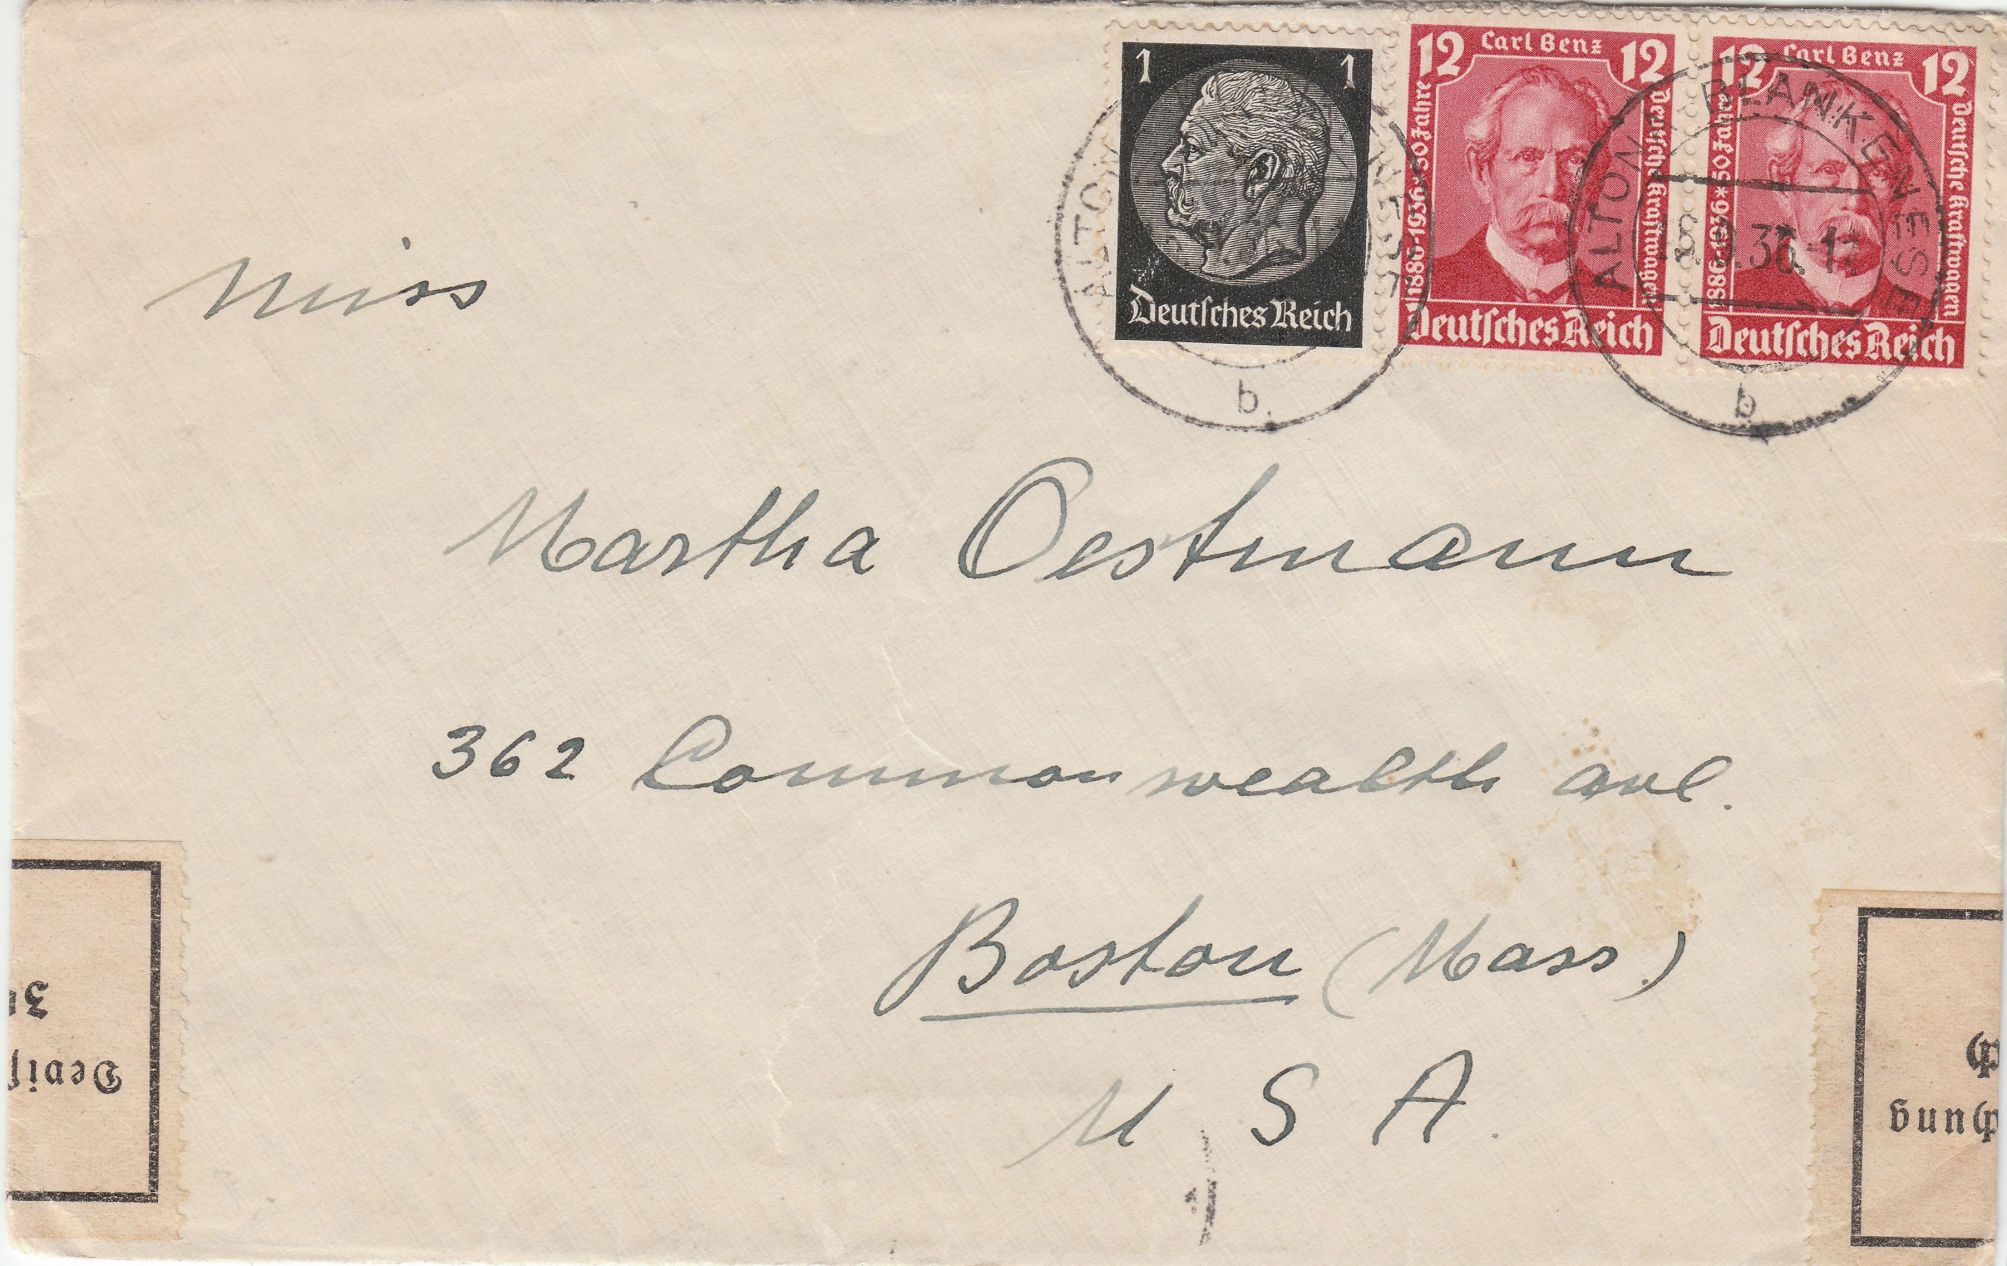 1 1
Deutsches Reich
12 Carl Benz 12
1886·1936*50 Jahre
Deutsche Kraftwagen
Deutsches Reich
12 Carl Benz 12
1886·1936*50 Jahre
Deutsche Kraftwagen
Deutsches Reich
ALTONA BLANKENESE
b
b
Miss
Martha Oestmann
362 Commonwealth ave.
Boston (Mass.)
U S A.